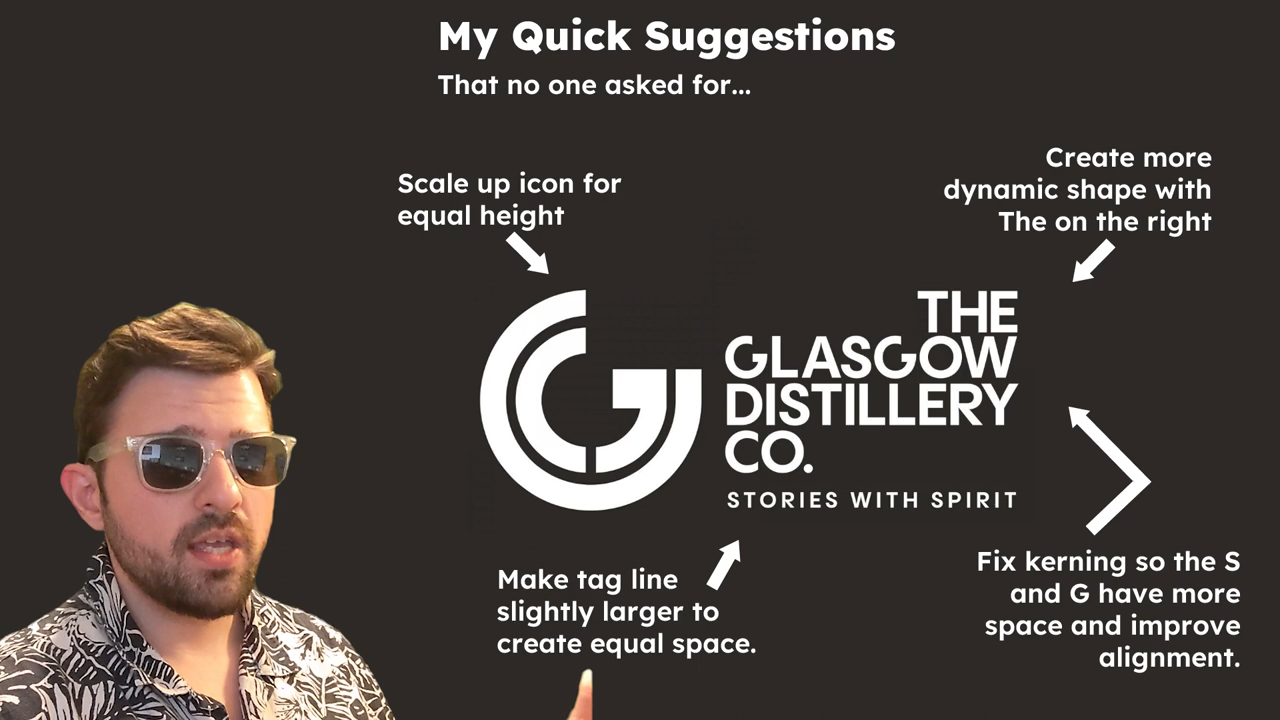 My Quick Suggestions
That no one asked for...
Scale up icon for
equal height
Create more
dynamic shape with
The on the right
THE
GLASGOW
DISTILLERY
CO.
STORIES WITH SPIRIT
Make tag line
slightly larger to
create equal space.
Fix kerning so the S
and G have more
space and improve
alignment.